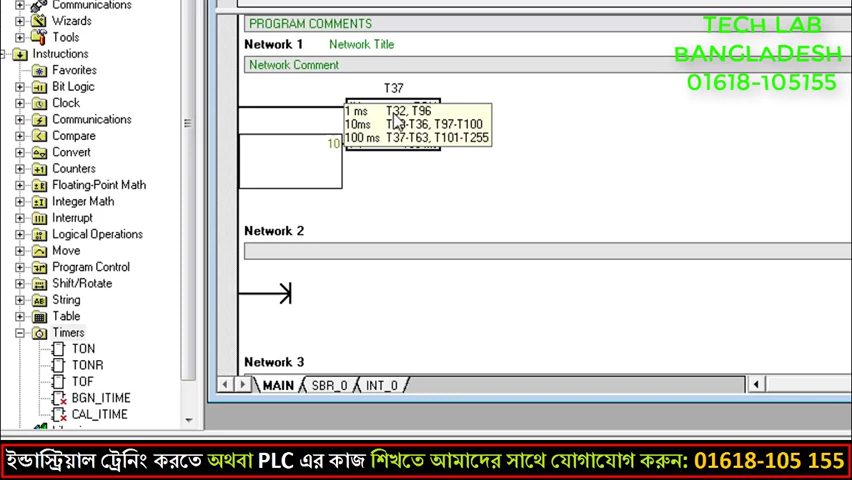 Communications
Wizards
Tools
Instructions
Favorites
Bit Logic
Clock
Communications
Compare
Convert
Counters
Floating-Point Math
Integer Math
Interrupt
Logical Operations
Move
Program Control
Shift/Rotate
String
Table
Timers
TON
TONR
TOF
BGN_ITIME
CAL_ITIME
PROGRAM COMMENTS
Network 1 Network Title
Network Comment
T37
1 ms T32, T96
10ms T97-T100
100 ms T37-T63, T101-T255
10
Network 2
Network 3
MAIN SBR_0 INT_0
TECH LAB
BANGLADESH
01618-105155
ইন্ডাস্ট্রিয়াল ট্রেনিং করতে অথবা PLC এর কাজ শিখতে আমাদের সাথে যোগাযোগ করুন: 01618-105 155